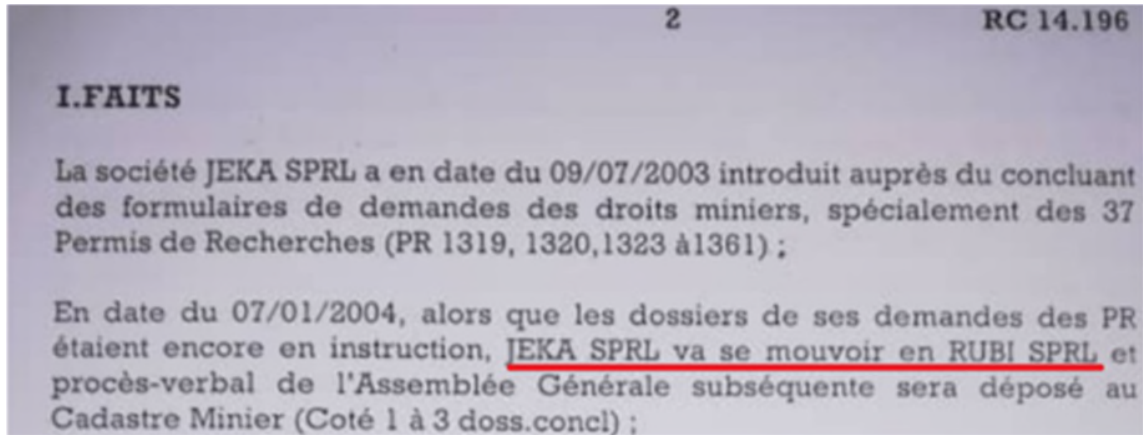 2 RC 14.196
I.FAITS
La société JEKA SPRL a en date du 09/07/2003 introduit auprès du concluant
des formulaires de demandes des droits miniers, spécialement des 37
Permis de Recherches (PR 1319, 1320,1323 à1361) ;
En date du 07/01/2004, alors que les dossiers de ses demandes des PR
étaient encore en instruction, JEKA SPRL va se mouvoir en RUBI SPRL et
procès-verbal de l'Assemblée Générale subséquente sera déposé au
Cadastre Minier (Coté 1 à 3 doss.concl) ;